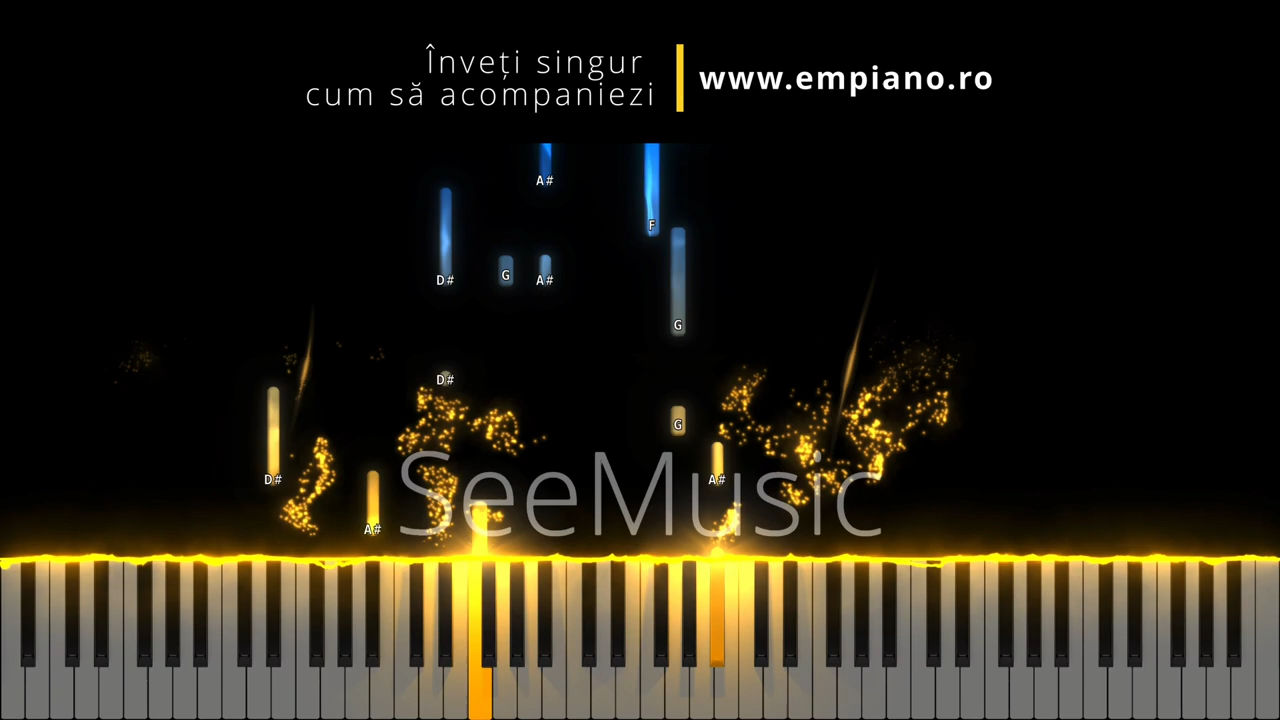 Înveți singur
cum să acompaniezi
www.empiano.ro
A#
F
D#
G
A#
G
D#
G
D#
A#
A#
SeeMusic